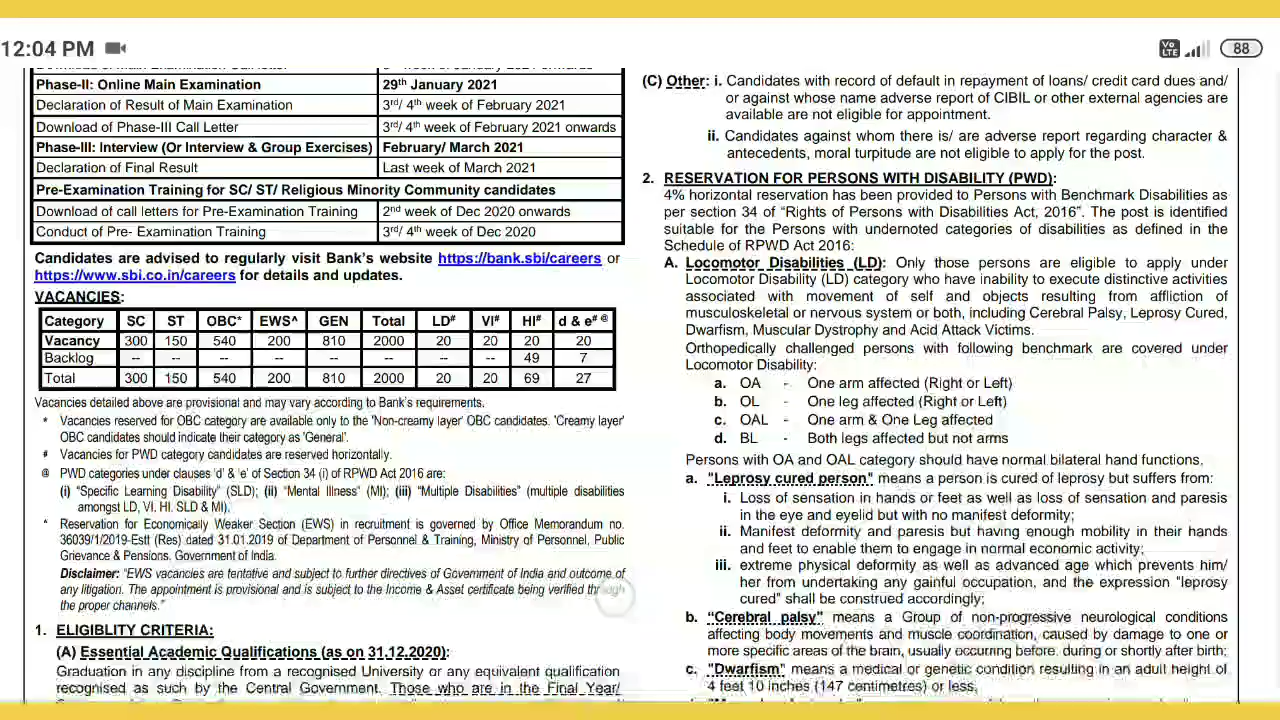 12:04 PM
Vo LTE 88
Phase-II: Online Main Examination 29th January 2021
Declaration of Result of Main Examination 3rd/ 4th week of February 2021
Download of Phase-III Call Letter 3rd/ 4th week of February 2021 onwards
Phase-III: Interview (Or Interview & Group Exercises) February/ March 2021
Declaration of Final Result Last week of March 2021
Pre-Examination Training for SC/ ST/ Religious Minority Community candidates
Download of call letters for Pre-Examination Training 2nd week of Dec 2020 onwards
Conduct of Pre- Examination Training 3rd/ 4th week of Dec 2020
Candidates are advised to regularly visit Bank's website https://bank.sbi/careers or
https://www.sbi.co.in/careers for details and updates.
VACANCIES:
Category SC ST OBC* EWS^ GEN Total LD# VI# HI# d & e# @
Vacancy 300 150 540 200 810 2000 20 20 20 20
Backlog -- -- -- -- -- -- -- -- 49 7
Total 300 150 540 200 810 2000 20 20 69 27
Vacancies detailed above are provisional and may vary according to Bank's requirements.
* Vacancies reserved for OBC category are available only to the 'Non-creamy layer' OBC candidates. 'Creamy layer'
OBC candidates should indicate their category as 'General'.
# Vacancies for PWD category candidates are reserved horizontally.
@ PWD categories under clauses 'd' & 'e' of Section 34 (i) of RPWD Act 2016 are:
(i) "Specific Learning Disability" (SLD); (ii) "Mental Illness" (MI); (iii) "Multiple Disabilities" (multiple disabilities
amongst LD, VI, HI, SLD & MI).
^ Reservation for Economically Weaker Section (EWS) in recruitment is governed by Office Memorandum no.
36039/1/2019-Estt (Res) dated 31.01.2019 of Department of Personnel & Training, Ministry of Personnel, Public
Grievance & Pensions, Government of India.
Disclaimer: "EWS vacancies are tentative and subject to further directives of Government of India and outcome of
any litigation. The appointment is provisional and is subject to the Income & Asset certificate being verified through
the proper channels."
1. ELIGIBLITY CRITERIA:
(A) Essential Academic Qualifications (as on 31.12.2020):
Graduation in any discipline from a recognised University or any equivalent qualification
recognised as such by the Central Government. Those who are in the Final Year/
(C) Other: i. Candidates with record of default in repayment of loans/ credit card dues and/
or against whose name adverse report of CIBIL or other external agencies are
available are not eligible for appointment.
ii. Candidates against whom there is/ are adverse report regarding character &
antecedents, moral turpitude are not eligible to apply for the post.
2. RESERVATION FOR PERSONS WITH DISABILITY (PWD):
4% horizontal reservation has been provided to Persons with Benchmark Disabilities as
per section 34 of "Rights of Persons with Disabilities Act, 2016". The post is identified
suitable for the Persons with undernoted categories of disabilities as defined in the
Schedule of RPWD Act 2016:
A. Locomotor Disabilities (LD): Only those persons are eligible to apply under
Locomotor Disability (LD) category who have inability to execute distinctive activities
associated with movement of self and objects resulting from affliction of
musculoskeletal or nervous system or both, including Cerebral Palsy, Leprosy Cured,
Dwarfism, Muscular Dystrophy and Acid Attack Victims.
Orthopedically challenged persons with following benchmark are covered under
Locomotor Disability:
a. OA - One arm affected (Right or Left)
b. OL - One leg affected (Right or Left)
c. OAL - One arm & One Leg affected
d. BL - Both legs affected but not arms
Persons with OA and OAL category should have normal bilateral hand functions.
a. "Leprosy cured person" means a person is cured of leprosy but suffers from:
i. Loss of sensation in hands or feet as well as loss of sensation and paresis
in the eye and eyelid but with no manifest deformity;
ii. Manifest deformity and paresis but having enough mobility in their hands
and feet to enable them to engage in normal economic activity;
iii. extreme physical deformity as well as advanced age which prevents him/
her from undertaking any gainful occupation, and the expression "leprosy
cured" shall be construed accordingly;
b. "Cerebral palsy" means a Group of non-progressive neurological conditions
affecting body movements and muscle coordination, caused by damage to one or
more specific areas of the brain, usually occurring before, during or shortly after birth;
c. "Dwarfism" means a medical or genetic condition resulting in an adult height of
4 feet 10 inches (147 centimetres) or less,